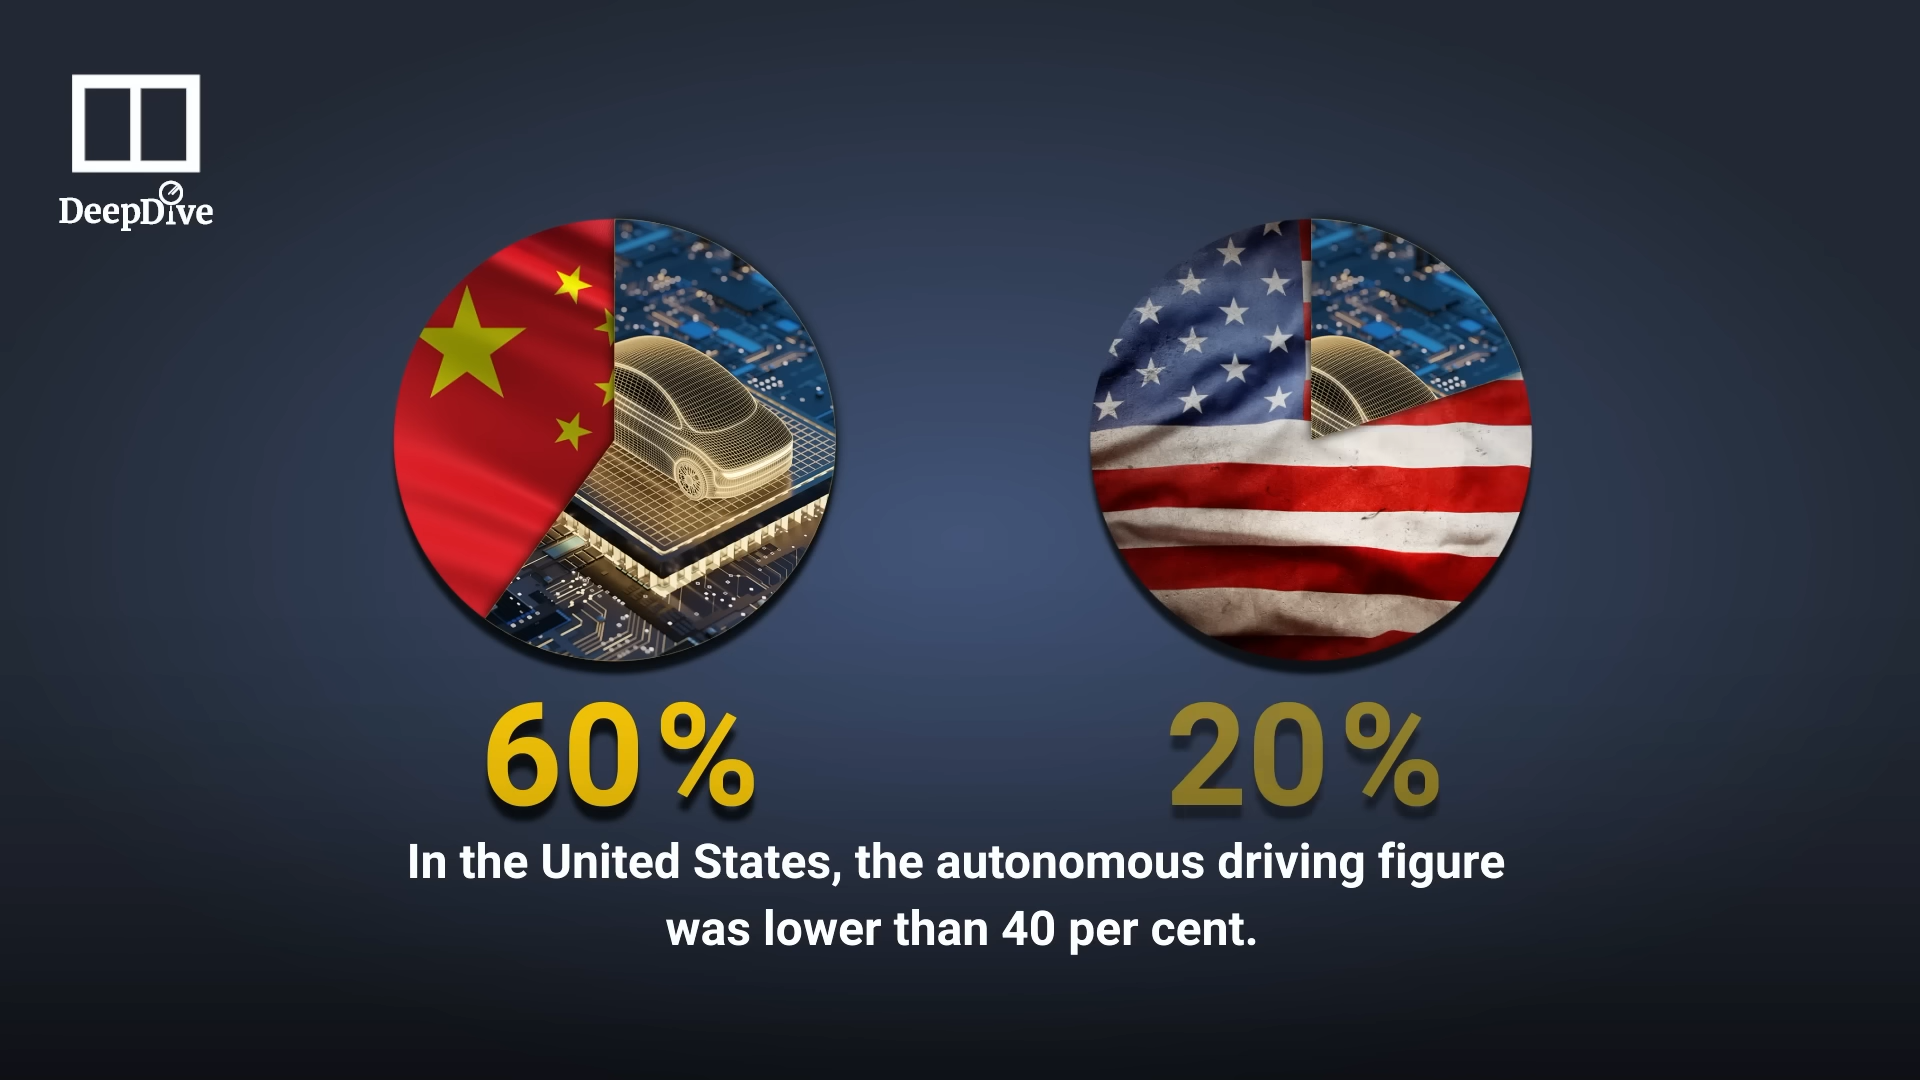 DeepDive
60%
20%
In the United States, the autonomous driving figure
was lower than 40 per cent.